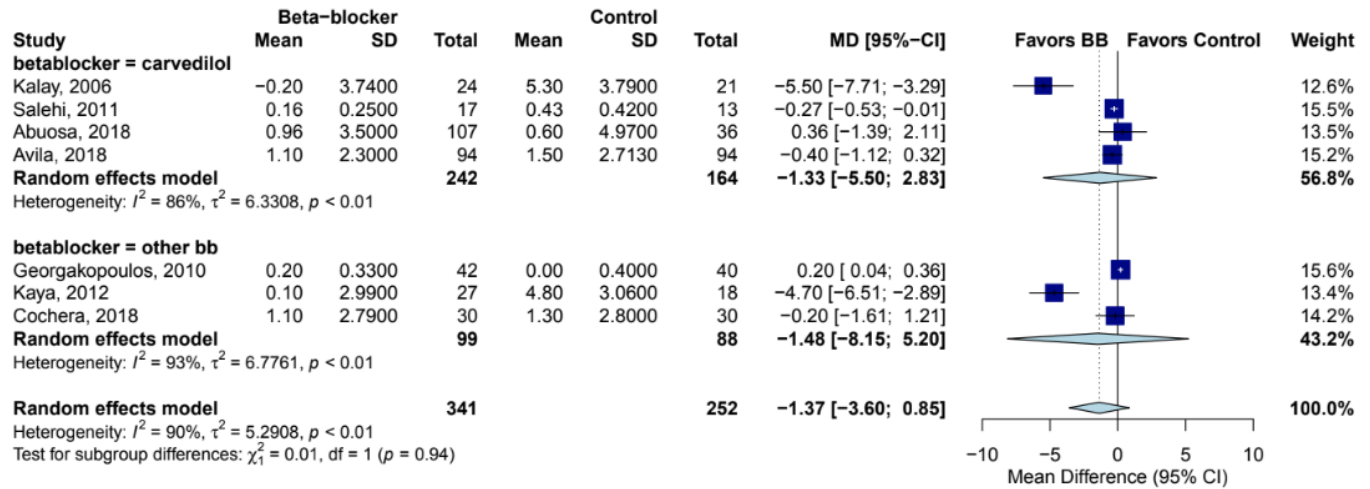 Beta−blocker Control
Study Mean SD Total Mean SD Total MD [95%−CI] Favors BB Favors Control Weight
betablocker = carvedilol
Kalay, 2006 −0.20 3.7400 24 5.30 3.7900 21 −5.50 [−7.71; −3.29] 12.6%
Salehi, 2011 0.16 0.2500 17 0.43 0.4200 13 −0.27 [−0.53; −0.01] 15.5%
Abuosa, 2018 0.96 3.5000 107 0.60 4.9700 36 0.36 [−1.39; 2.11] 13.5%
Avila, 2018 1.10 2.3000 94 1.50 2.7130 94 −0.40 [−1.12; 0.32] 15.2%
Random effects model 242 164 −1.33 [−5.50; 2.83] 56.8%
Heterogeneity: I² = 86%, τ² = 6.3308, p < 0.01
betablocker = other bb
Georgakopoulos, 2010 0.20 0.3300 42 0.00 0.4000 40 0.20 [ 0.04; 0.36] 15.6%
Kaya, 2012 0.10 2.9900 27 4.80 3.0600 18 −4.70 [−6.51; −2.89] 13.4%
Cochera, 2018 1.10 2.7900 30 1.30 2.8000 30 −0.20 [−1.61; 1.21] 14.2%
Random effects model 99 88 −1.48 [−8.15; 5.20] 43.2%
Heterogeneity: I² = 93%, τ² = 6.7761, p < 0.01
Random effects model 341 252 −1.37 [−3.60; 0.85] 100.0%
Heterogeneity: I² = 90%, τ² = 5.2908, p < 0.01
Test for subgroup differences: χ²₁ = 0.01, df = 1 (p = 0.94)
−10 −5 0 5 10
Mean Difference (95% CI)